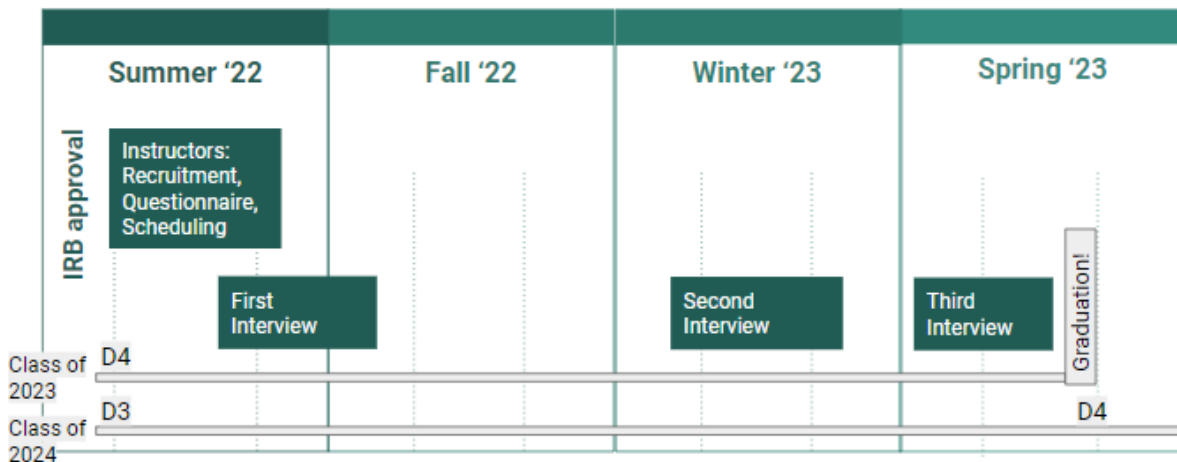 Summer ‘22
Fall ‘22
Winter ‘23
Spring ‘23
IRB approval
Instructors:
Recruitment,
Questionnaire,
Scheduling
First
Interview
Second
Interview
Third
Interview
Graduation!
Class of
2023
D4
Class of
2024
D3
D4